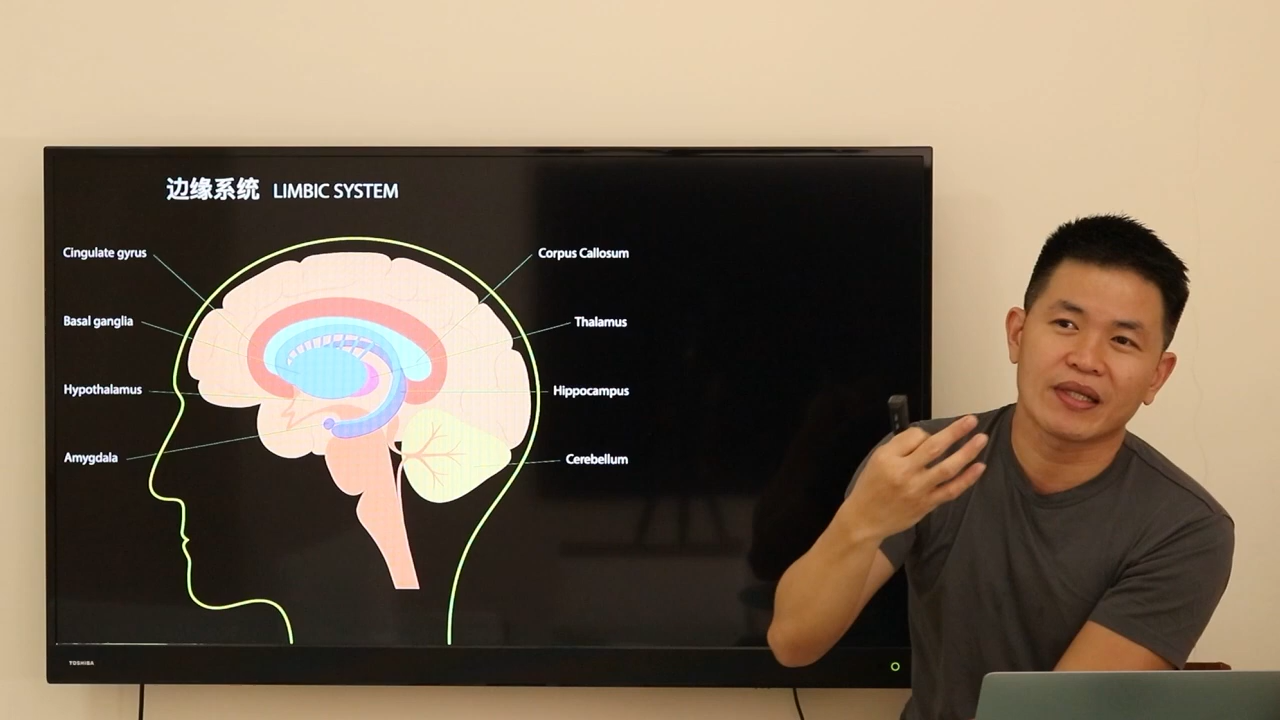 边缘系统 LIMBIC SYSTEM
Cingulate gyrus
Corpus Callosum
Basal ganglia
Thalamus
Hypothalamus
Hippocampus
Amygdala
Cerebellum
TOSHIBA